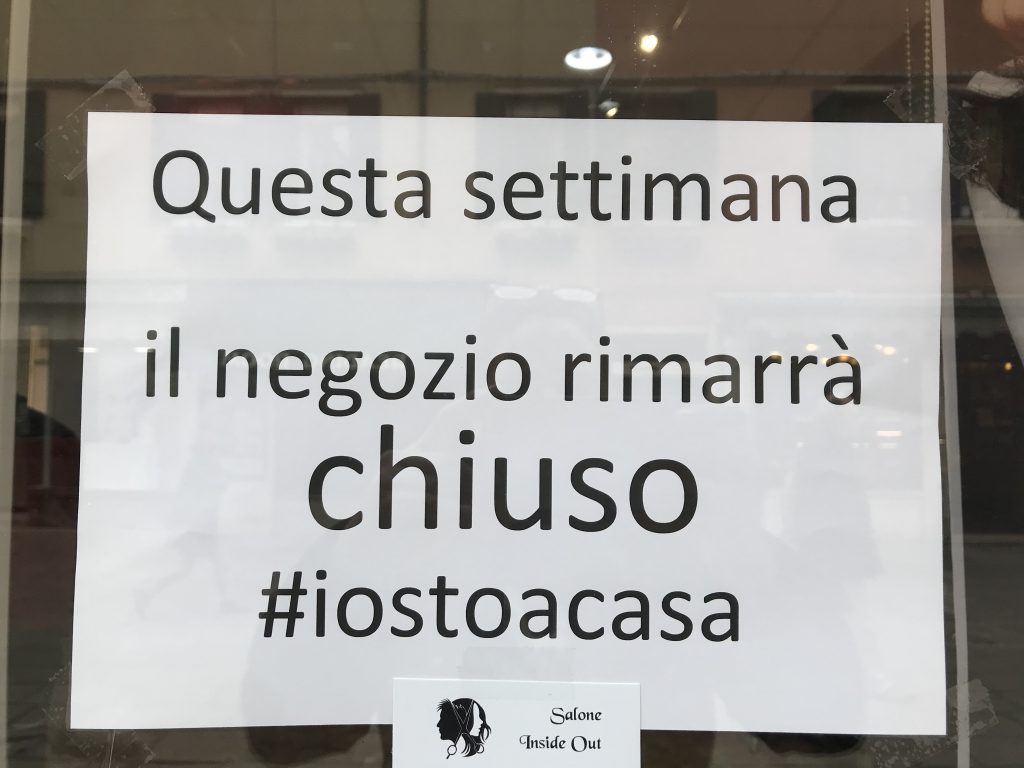 Questa settimana
il negozio rimarrà
chiuso
#iostoacasa
Salone
Inside Out